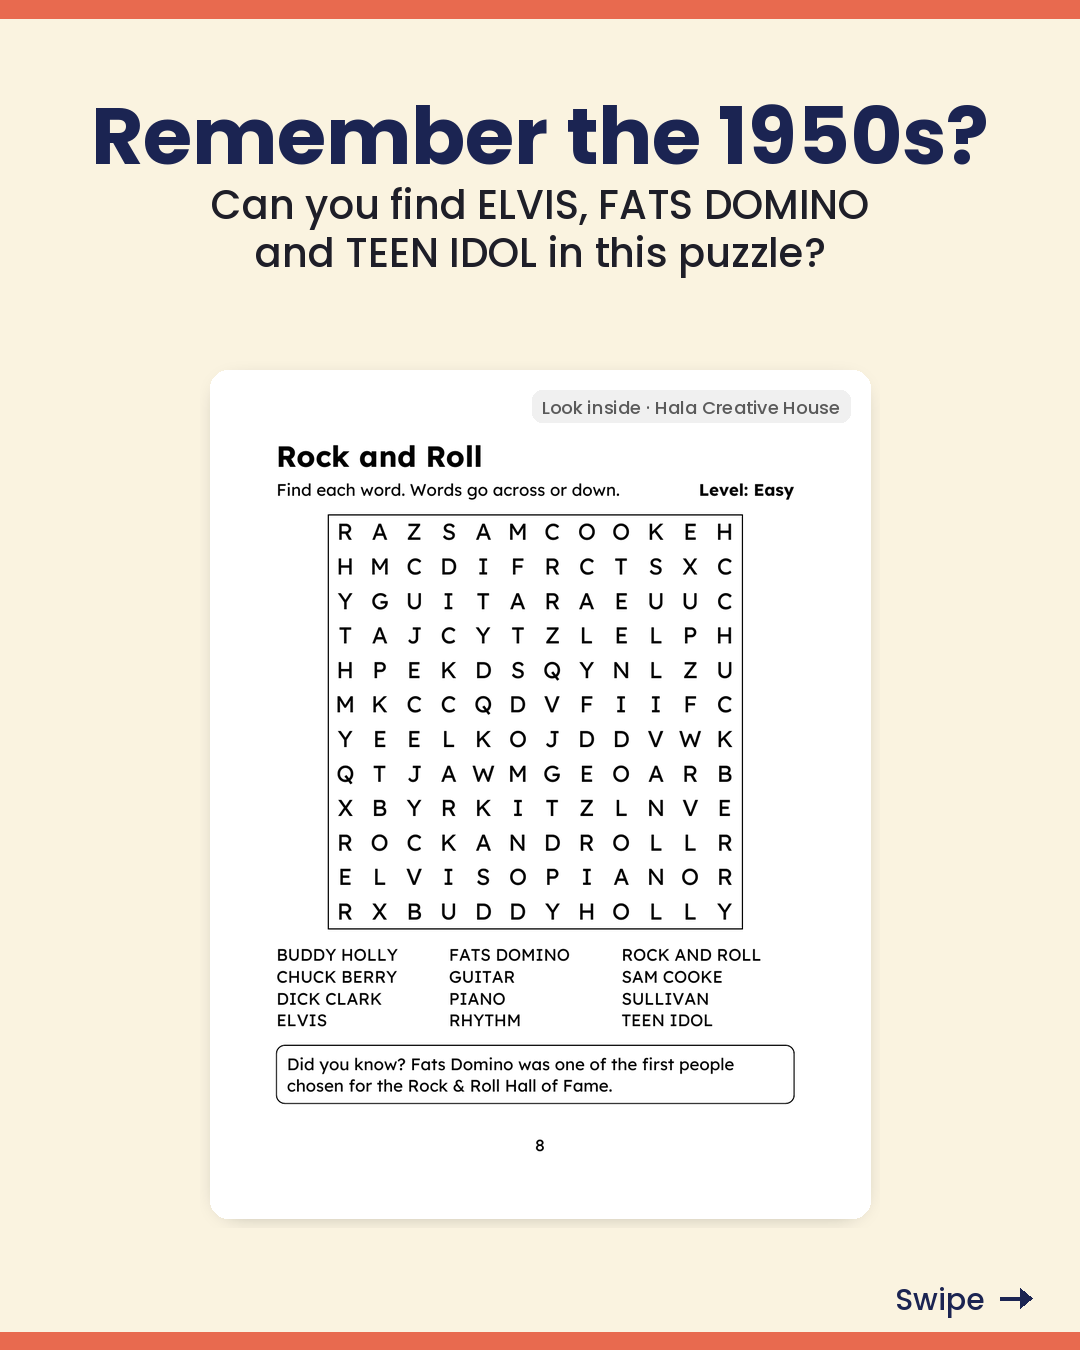 Remember the 1950s?
Can you find ELVIS, FATS DOMINO
and TEEN IDOL in this puzzle?
Look inside · Hala Creative House
Rock and Roll
Find each word. Words go across or down. Level: Easy
R A Z S A M C O O K E H
H M C D I F R C T S X C
Y G U I T A R A E U U C
T A J C Y T Z L E L P H
H P E K D S Q Y N L Z U
M K C C Q D V F I I F C
Y E E L K O J D D V W K
Q T J A W M G E O A R B
X B Y R K I T Z L N V E
R O C K A N D R O L L R
E L V I S O P I A N O R
R X B U D D Y H O L L Y
BUDDY HOLLY FATS DOMINO ROCK AND ROLL
CHUCK BERRY GUITAR SAM COOKE
DICK CLARK PIANO SULLIVAN
ELVIS RHYTHM TEEN IDOL
Did you know? Fats Domino was one of the first people
chosen for the Rock & Roll Hall of Fame.
8
Swipe